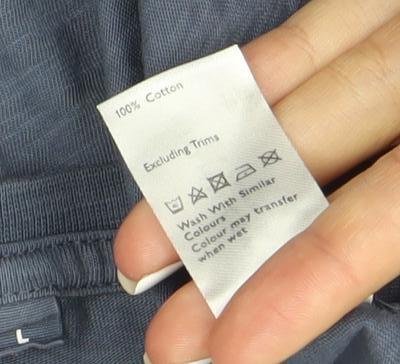 100% Cotton
Excluding Trims
Wash With Similar
Colours
Colour may transfer
when wet
L